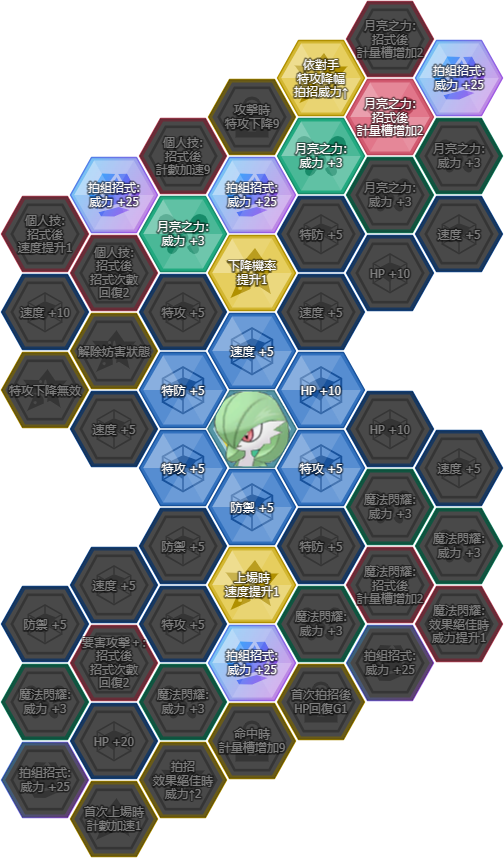 月亮之力:
招式後
計量槽增加2
依對手
特攻降幅
拍招威力↑
拍組招式:
威力 +25
攻擊時
特攻下降9
月亮之力:
招式後
計量槽增加2
個人技:
招式後
計數加速9
月亮之力:
威力 +3
月亮之力:
威力 +3
拍組招式:
威力 +25
拍組招式:
威力 +25
月亮之力:
威力 +3
個人技:
招式後
速度提升1
月亮之力:
威力 +3
特防 +5
速度 +5
個人技:
招式後
招式次數
回復2
下降機率
提升1
HP +10
速度 +10
特攻 +5
速度 +5
解除妨害狀態
速度 +5
特攻下降無效
特防 +5
HP +10
速度 +5
HP +10
特攻 +5
特攻 +5
速度 +5
防禦 +5
魔法閃耀:
威力 +3
防禦 +5
特防 +5
魔法閃耀:
威力 +3
速度 +5
上場時
速度提升1
魔法閃耀:
招式後
計量槽增加2
防禦 +5
特攻 +5
魔法閃耀:
威力 +3
魔法閃耀:
效果絕佳時
威力提升1
要害攻擊＋:
招式後
招式次數
回復2
拍組招式:
威力 +25
拍組招式:
威力 +25
魔法閃耀:
威力 +3
魔法閃耀:
威力 +3
首次拍招後
HP回復G1
HP +20
命中時
計量槽增加9
拍組招式:
威力 +25
拍招
效果絕佳時
威力↑2
首次上場時
計數加速1